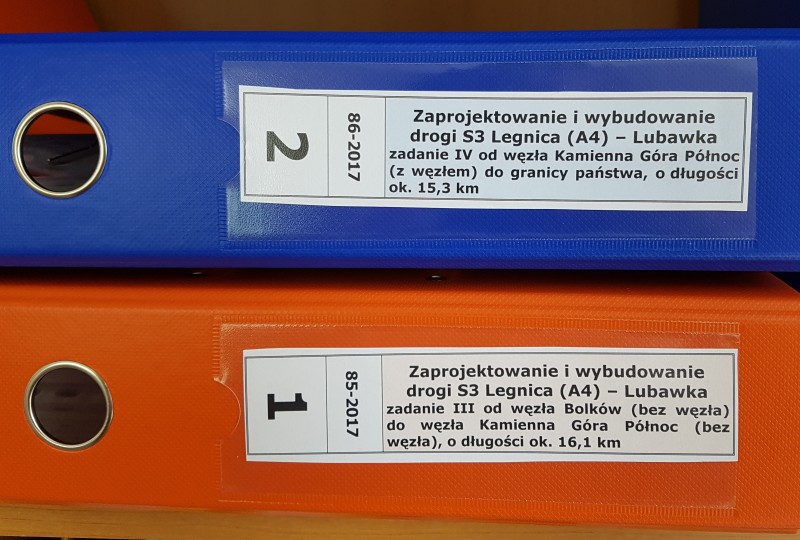 2
86-2017
Zaprojektowanie i wybudowanie
drogi S3 Legnica (A4) – Lubawka
zadanie IV od węzła Kamienna Góra Północ
(z węzłem) do granicy państwa, o długości
ok. 15,3 km
1
85-2017
Zaprojektowanie i wybudowanie
drogi S3 Legnica (A4) – Lubawka
zadanie III od węzła Bolków (bez węzła)
do węzła Kamienna Góra Północ (bez
węzła), o długości ok. 16,1 km